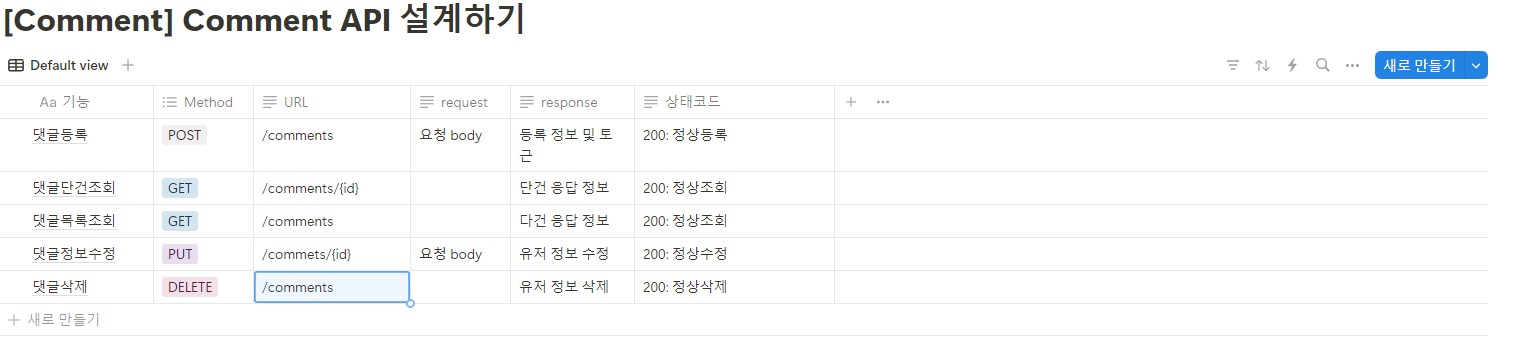 [Comment] Comment API 설계하기
Default view
새로 만들기
Aa 기능 Method URL request response 상태코드
댓글등록 POST /comments 요청 body 등록 정보 및 토
큰 200: 정상등록
댓글단건조회 GET /comments/{id} 단건 응답 정보 200: 정상조회
댓글목록조회 GET /comments 다건 응답 정보 200: 정상조회
댓글정보수정 PUT /commets/{id} 요청 body 유저 정보 수정 200: 정상수정
댓글삭제 DELETE /comments 유저 정보 삭제 200: 정상삭제
새로 만들기